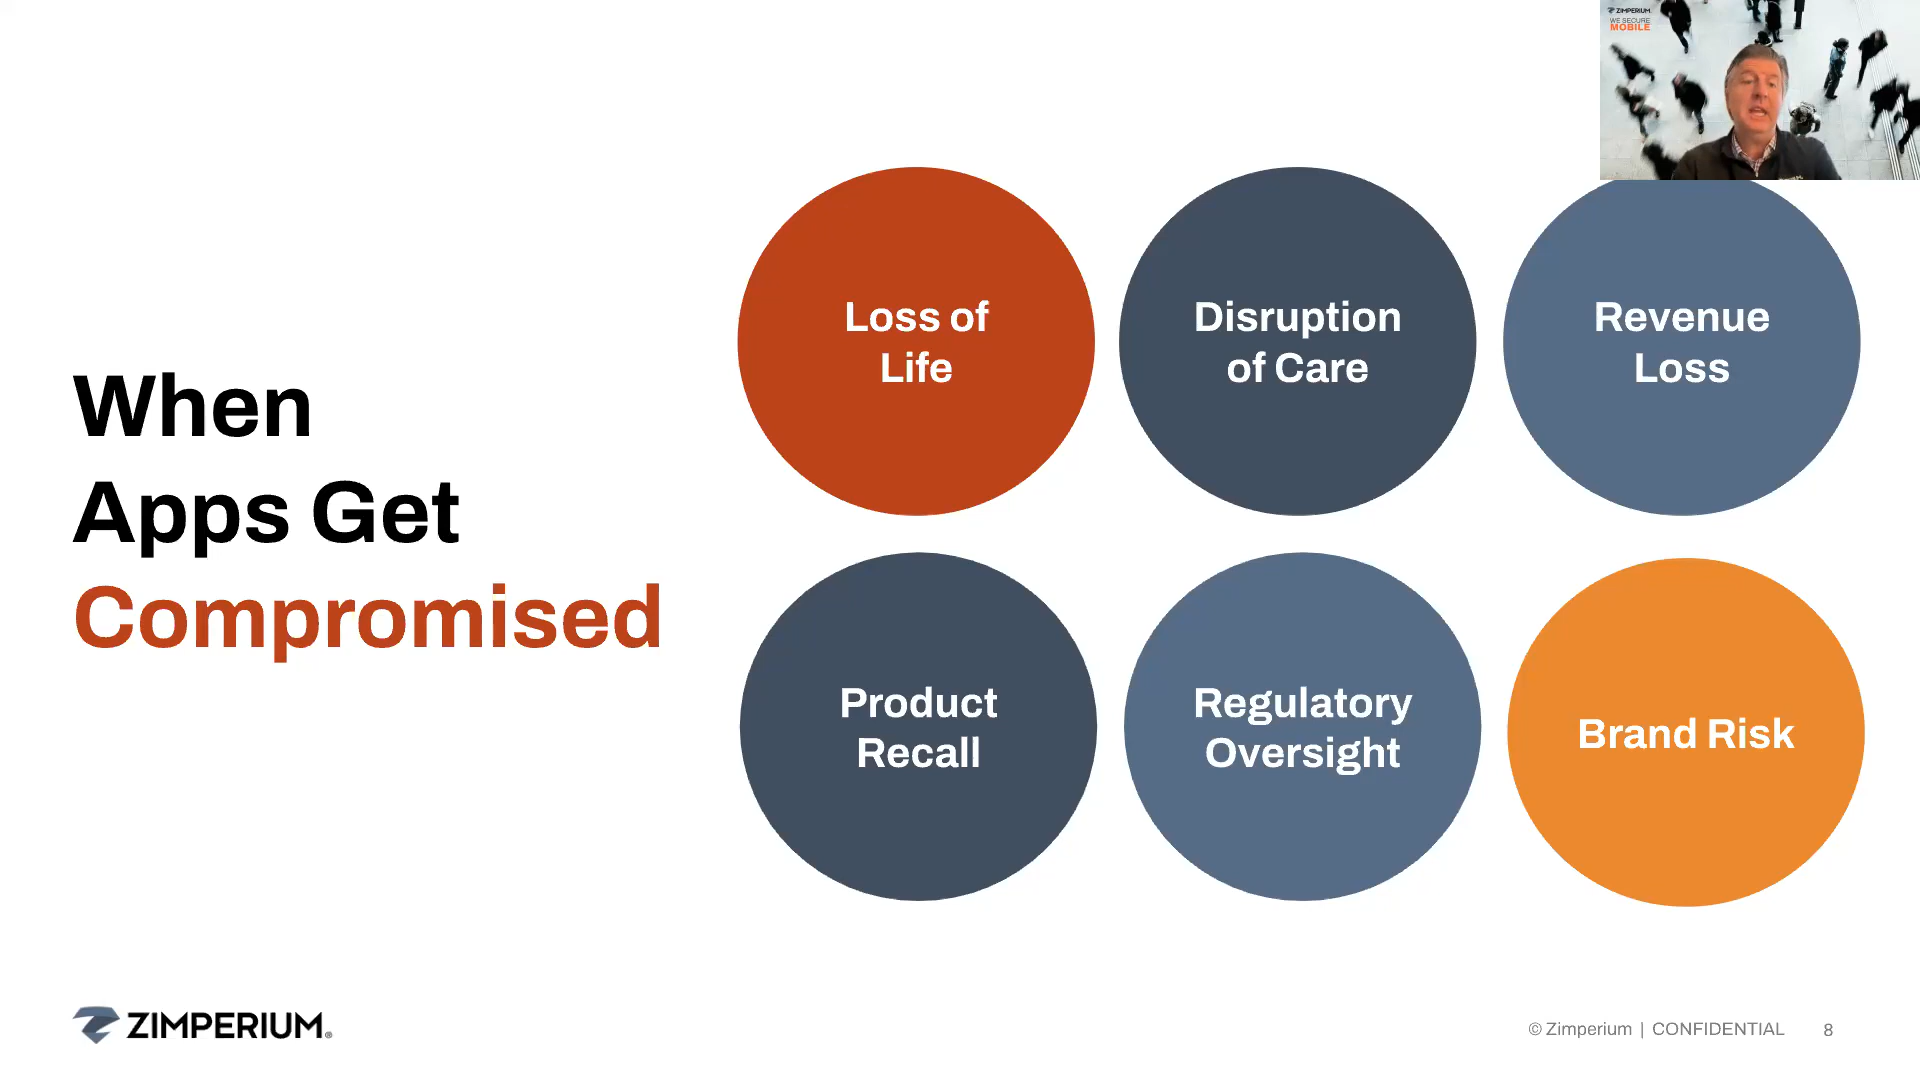 ZIMPERIUM
WE SECURE
MOBILE
When
Apps Get
Compromised
Loss of
Life
Disruption
of Care
Revenue
Loss
Product
Recall
Regulatory
Oversight
Brand Risk
ZIMPERIUM®
© Zimperium | CONFIDENTIAL 8